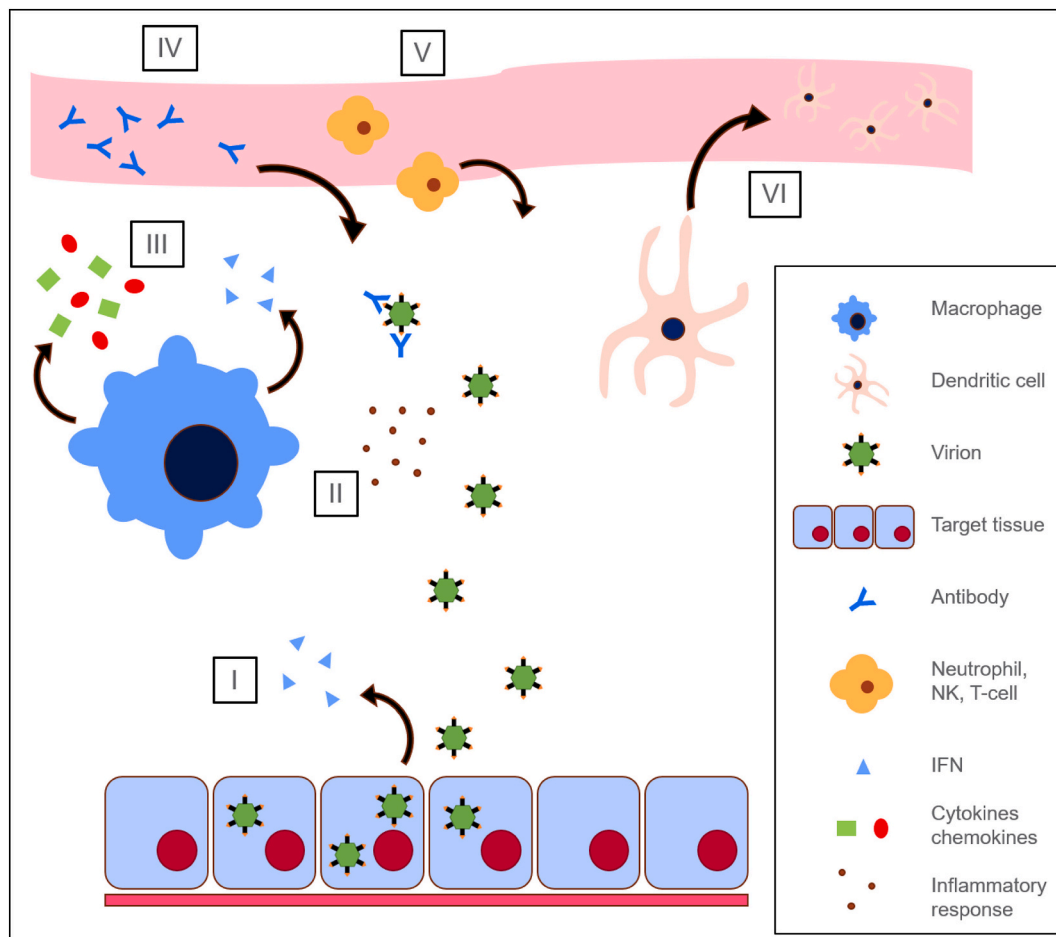 IV
V
VI
III
II
I
Macrophage
Dendritic cell
Virion
Target tissue
Antibody
Neutrophil,
NK, T-cell
IFN
Cytokines
chemokines
Inflammatory
response